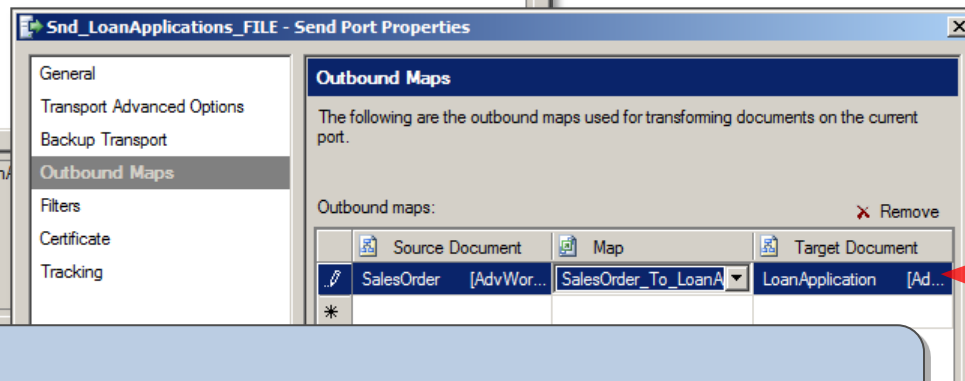 Snd_LoanApplications_FILE - Send Port Properties
General
Transport Advanced Options
Backup Transport
Outbound Maps
Filters
Certificate
Tracking
Outbound Maps
The following are the outbound maps used for transforming documents on the current
port.
Outbound maps:
Remove
Source Document Map Target Document
SalesOrder [AdvWor... SalesOrder_To_LoanA LoanApplication [Ad...